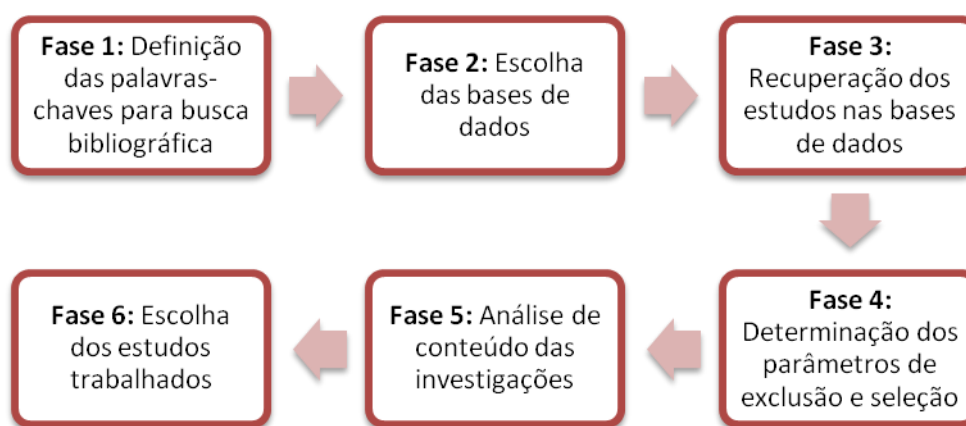 Fase 1: Definição
das palavras-
chaves para busca
bibliográfica
Fase 2: Escolha
das bases de
dados
Fase 3:
Recuperação dos
estudos nas bases
de dados
Fase 4:
Determinação dos
parâmetros de
exclusão e seleção
Fase 5: Análise de
conteúdo das
investigações
Fase 6: Escolha
dos estudos
trabalhados